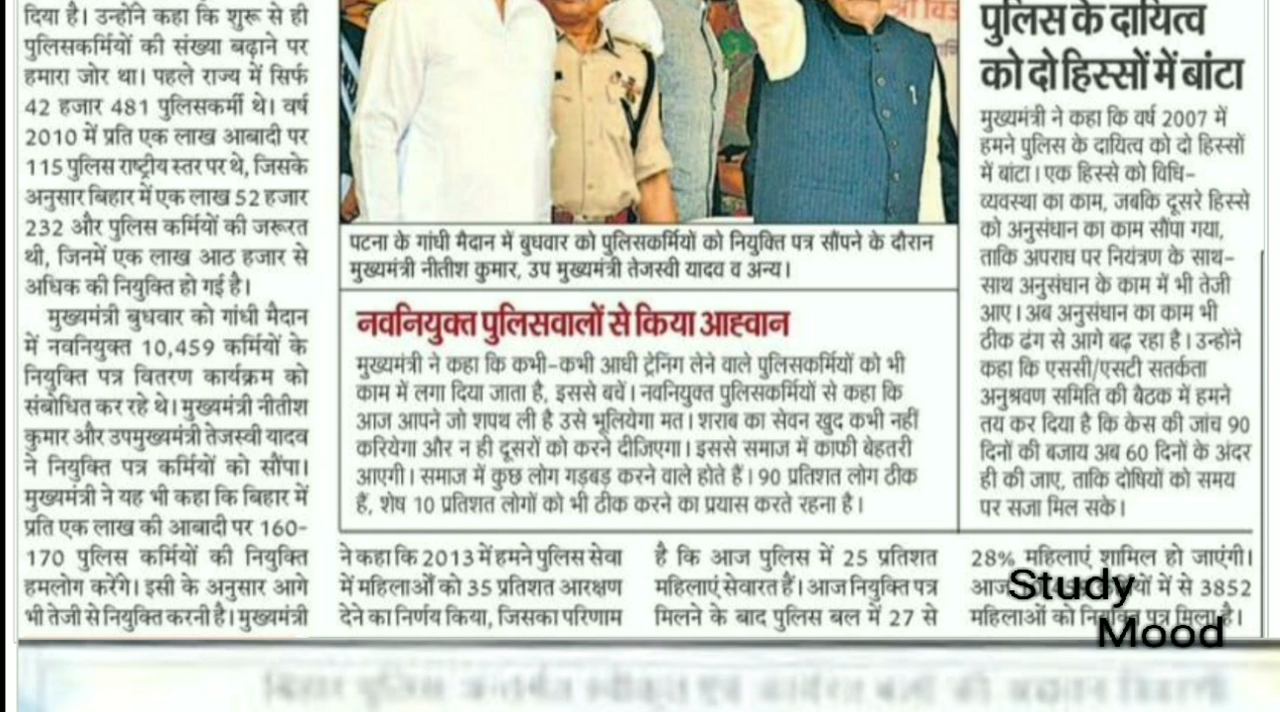 दिया है। उन्होंने कहा कि शुरू से ही
पुलिसकर्मियों की संख्या बढ़ाने पर
हमारा जोर था। पहले राज्य में सिर्फ
42 हजार 481 पुलिसकर्मी थे। वर्ष
2010 में प्रति एक लाख आबादी पर
115 पुलिस राष्ट्रीय स्तर पर थे, जिसके
अनुसार बिहार में एक लाख 52 हजार
232 और पुलिस कर्मियों की जरूरत
थी, जिनमें एक लाख आठ हजार से
अधिक की नियुक्ति हो गई है।
मुख्यमंत्री बुधवार को गांधी मैदान
में नवनियुक्त 10,459 कर्मियों के
नियुक्ति पत्र वितरण कार्यक्रम को
संबोधित कर रहे थे। मुख्यमंत्री नीतीश
कुमार और उपमुख्यमंत्री तेजस्वी यादव
ने नियुक्ति पत्र कर्मियों को सौंपा।
मुख्यमंत्री ने यह भी कहा कि बिहार में
प्रति एक लाख की आबादी पर 160-
170 पुलिस कर्मियों की नियुक्ति
हमलोग करेंगे। इसी के अनुसार आगे
भी तेजी से नियुक्ति करनी है। मुख्यमंत्री
पटना के गांधी मैदान में बुधवार को पुलिसकर्मियों को नियुक्ति पत्र सौंपने के दौरान
मुख्यमंत्री नीतीश कुमार, उप मुख्यमंत्री तेजस्वी यादव व अन्य।
नवनियुक्त पुलिसवालों से किया आह्वान
मुख्यमंत्री ने कहा कि कभी-कभी आधी ट्रेनिंग लेने वाले पुलिसकर्मियों को भी
काम में लगा दिया जाता है, इससे बचें। नवनियुक्त पुलिसकर्मियों से कहा कि
आज आपने जो शपथ ली है उसे भूलियेगा मत। शराब का सेवन खुद कभी नहीं
करियेगा और न ही दूसरों को करने दीजिएगा। इससे समाज में काफी बेहतरी
आएगी। समाज में कुछ लोग गड़बड़ करने वाले होते हैं। 90 प्रतिशत लोग ठीक
हैं, शेष 10 प्रतिशत लोगों को भी ठीक करने का प्रयास करते रहना है।
ने कहा कि 2013 में हमने पुलिस सेवा
में महिलाओं को 35 प्रतिशत आरक्षण
देने का निर्णय किया, जिसका परिणाम
है कि आज पुलिस में 25 प्रतिशत
महिलाएं सेवारत हैं। आज नियुक्ति पत्र
मिलने के बाद पुलिस बल में 27 से
पुलिस के दायित्व
को दो हिस्सों में बांटा
मुख्यमंत्री ने कहा कि वर्ष 2007 में
हमने पुलिस के दायित्व को दो हिस्सों
में बांटा। एक हिस्से को विधि-
व्यवस्था का काम, जबकि दूसरे हिस्से
को अनुसंधान का काम सौंपा गया,
ताकि अपराध पर नियंत्रण के साथ-
साथ अनुसंधान के काम में भी तेजी
आए। अब अनुसंधान का काम भी
ठीक ढंग से आगे बढ़ रहा है। उन्होंने
कहा कि एससी/एसटी सतर्कता
अनुश्रवण समिति की बैठक में हमने
तय कर दिया है कि केस की जांच 90
दिनों की बजाय अब 60 दिनों के अंदर
ही की जाए, ताकि दोषियों को समय
पर सजा मिल सके।
28% महिलाएं शामिल हो जाएंगी।
आज में से 3852
महिलाओं को नियुक्ति पत्र मिला है।
Study
Mood